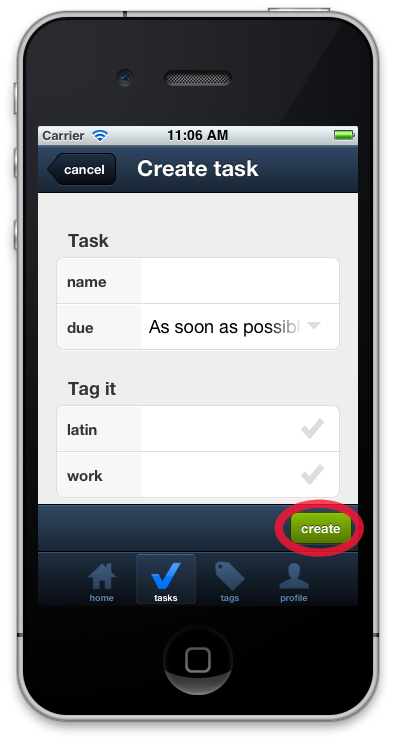 Carrier 11:06 AM
cancel Create task
Task
name
due As soon as possibl
Tag it
latin
work
create
home tasks tags profile